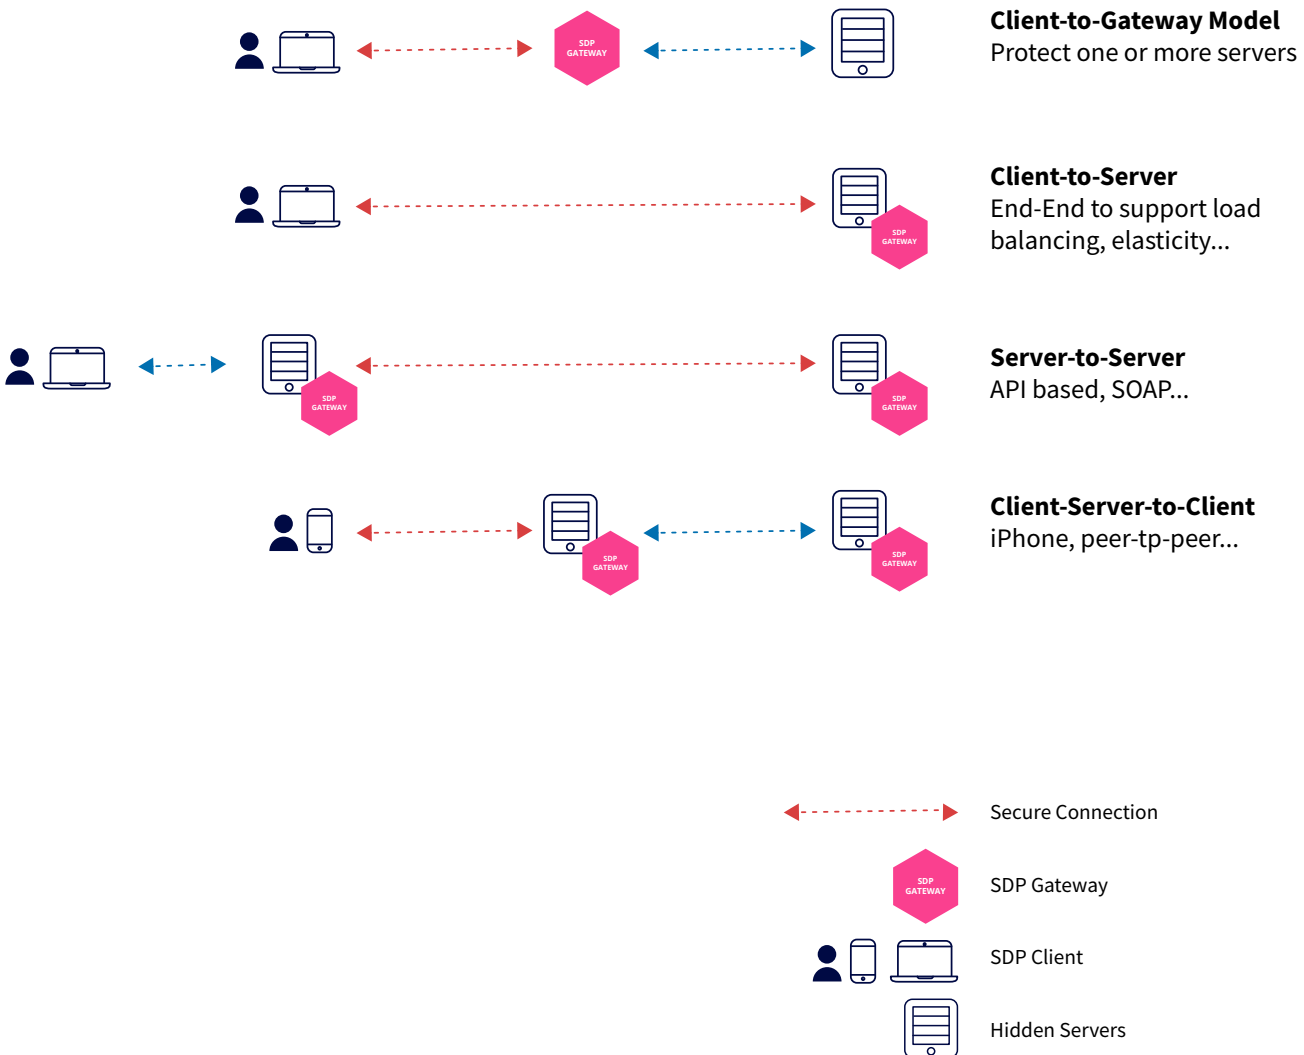 SDP
GATEWAY
Client-to-Gateway Model
Protect one or more servers
Client-to-Server
End-End to support load
balancing, elasticity...
SDP
GATEWAY
Server-to-Server
API based, SOAP...
SDP
GATEWAY
SDP
GATEWAY
Client-Server-to-Client
iPhone, peer-tp-peer...
SDP
GATEWAY
SDP
GATEWAY
Secure Connection
SDP
GATEWAY
SDP Gateway
SDP Client
Hidden Servers